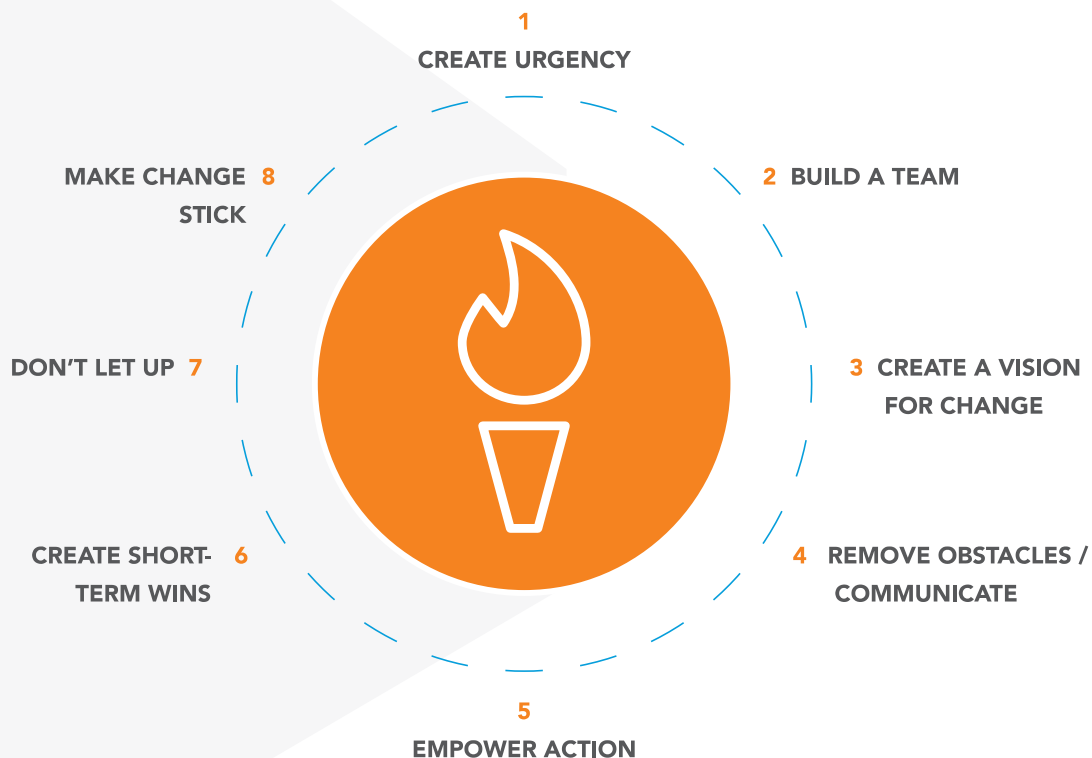 1
CREATE URGENCY
2 BUILD A TEAM
3 CREATE A VISION
FOR CHANGE
4 REMOVE OBSTACLES /
COMMUNICATE
5
EMPOWER ACTION
CREATE SHORT- 6
TERM WINS
DON’T LET UP 7
MAKE CHANGE 8
STICK